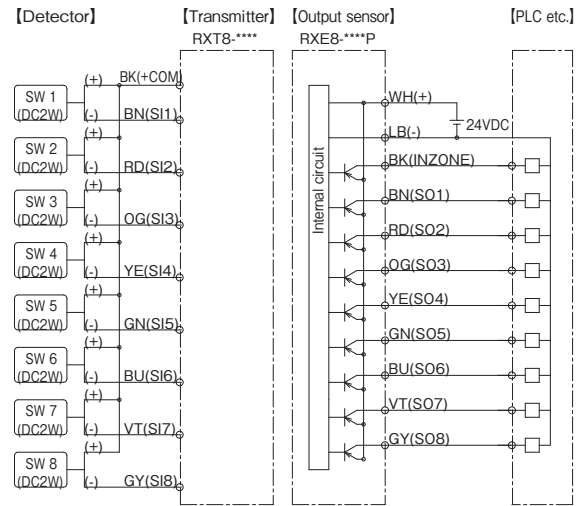 【Detector】 【Transmitter】 【Output sensor】 【PLC etc.】
RXT8-**** RXE8-****P
(+) BK(+COM)
SW 1
(DC2W) (-) BN(SI1)
(+)
SW 2
(DC2W) (-) RD(SI2)
(+)
SW 3
(DC2W) (-) OG(SI3)
(+)
SW 4
(DC2W) (-) YE(SI4)
(+)
SW 5
(DC2W) (-) GN(SI5)
(+)
SW 6
(DC2W) (-) BU(SI6)
(+)
SW 7
(DC2W) (-) VT(SI7)
(+)
SW 8
(DC2W) (-) GY(SI8)
Internal circuit
WH(+)
24VDC
LB(-)
BK(INZONE)
BN(SO1)
RD(SO2)
OG(SO3)
YE(SO4)
GN(SO5)
BU(SO6)
VT(SO7)
GY(SO8)